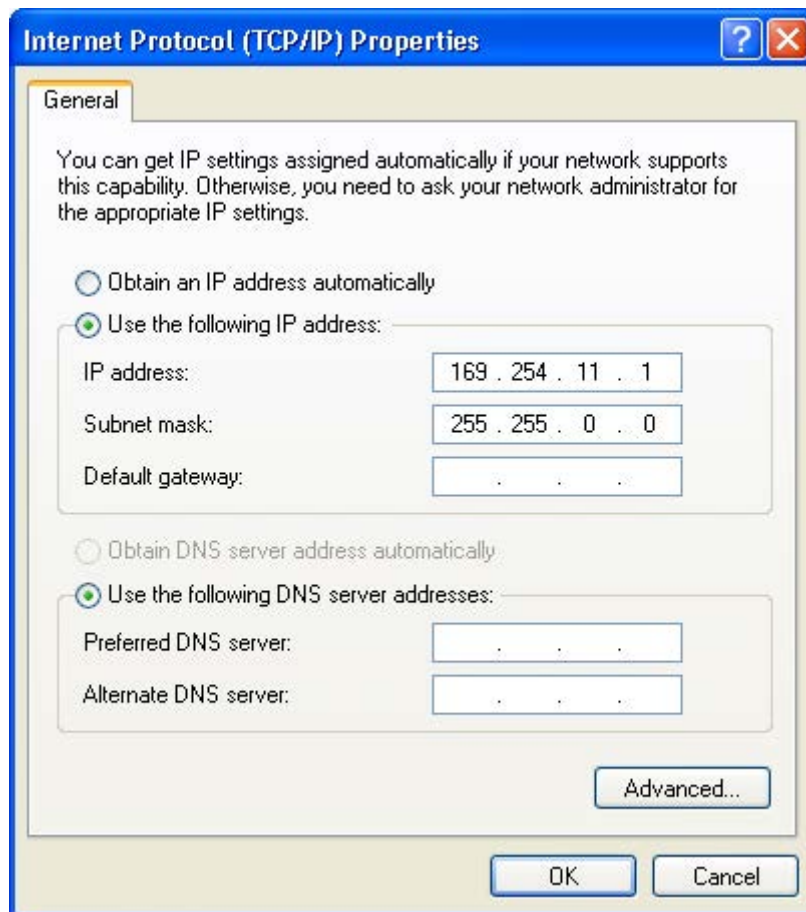 Internet Protocol (TCP/IP) Properties
General
You can get IP settings assigned automatically if your network supports
this capability. Otherwise, you need to ask your network administrator for
the appropriate IP settings.
Obtain an IP address automatically
Use the following IP address:
IP address: 169 . 254 . 11 . 1
Subnet mask: 255 . 255 . 0 . 0
Default gateway: . . .
Obtain DNS server address automatically
Use the following DNS server addresses:
Preferred DNS server: . . .
Alternate DNS server: . . .
Advanced...
OK Cancel